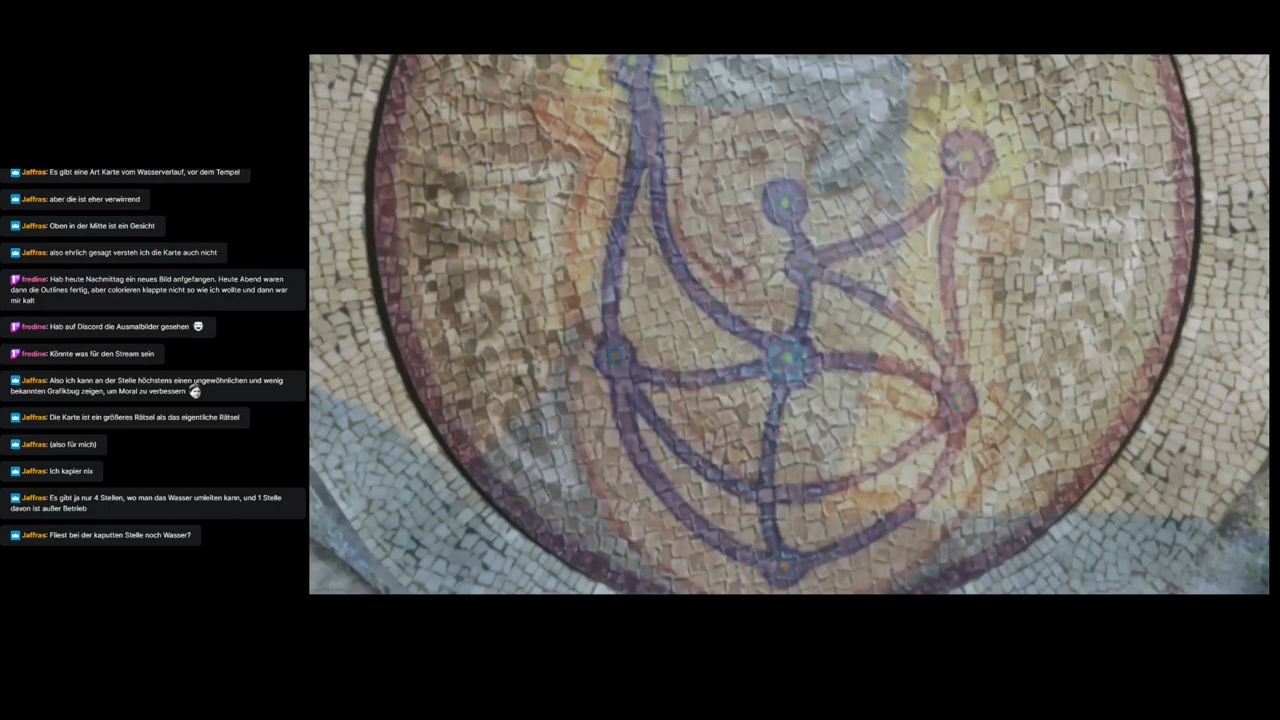 Jaffras: Es gibt eine Art Karte vom Wasserverlauf, vor dem Tempel
Jaffras: aber die ist eher verwirrend
Jaffras: Oben in der Mitte ist ein Gesicht
Jaffras: also ehrlich gesagt versteh ich die Karte auch nicht
fredine: Hab heute Nachmittag ein neues Bild angefangen. Heute Abend waren
dann die Outlines fertig, aber colorieren klappte nicht so wie ich wollte und dann war
mir kalt
fredine: Hab auf Discord die Ausmalbilder gesehen
fredine: Könnte was für den Stream sein
Jaffras: Also ich kann an der Stelle höchstens einen ungewöhnlichen und wenig
bekannten Grafikbug zeigen, um Moral zu verbessern
Jaffras: Die Karte ist ein größeres Rätsel als das eigentliche Rätsel
Jaffras: (also für mich)
Jaffras: Ich kapier nix
Jaffras: Es gibt ja nur 4 Stellen, wo man das Wasser umleiten kann, und 1 Stelle
davon ist außer Betrieb
Jaffras: Fliest bei der kaputten Stelle noch Wasser?